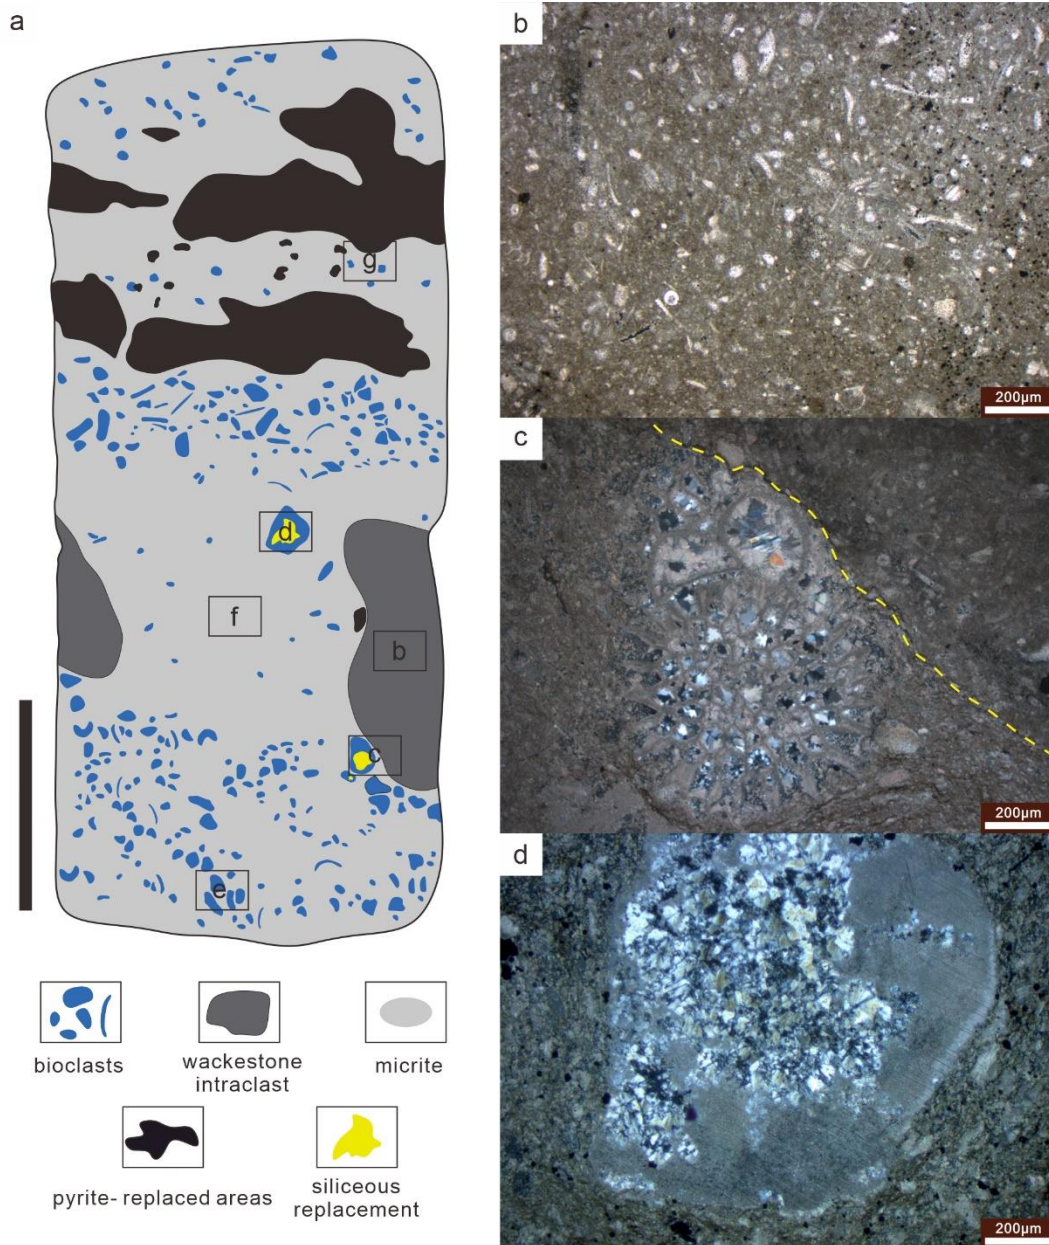 a
g
d
f
b
c
e
bioclasts
wackestone
intraclast
micrite
pyrite- replaced areas
siliceous
replacement
b
200µm
c
200µm
d
200µm